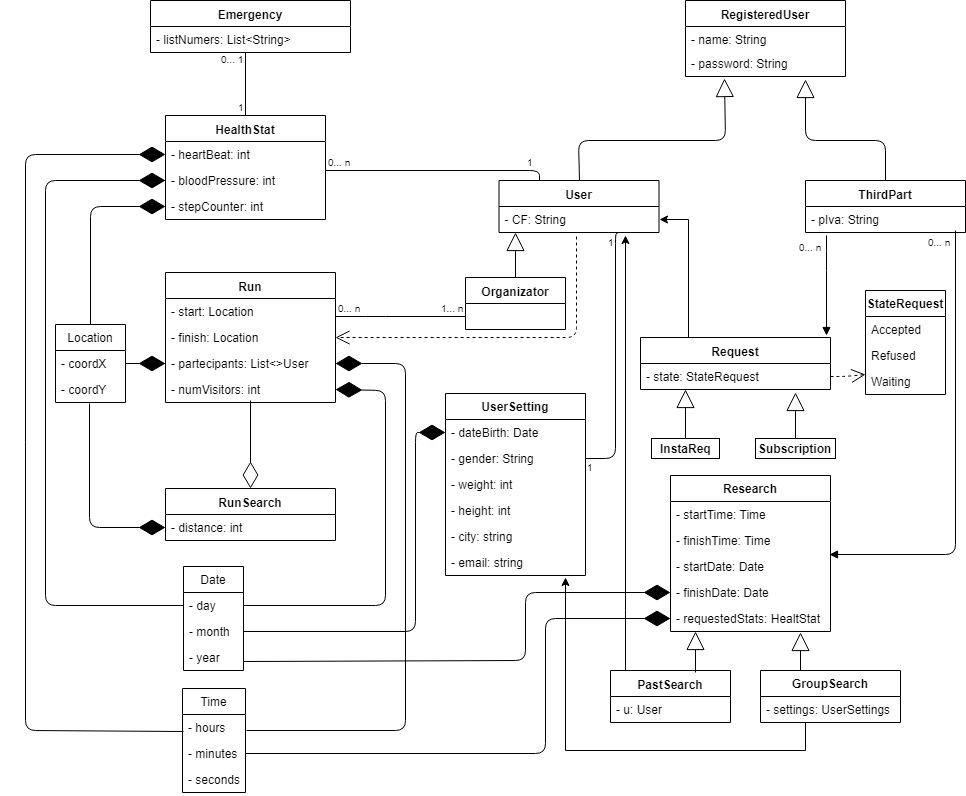 Emergency
- listNumers: List<String>
0... 1
1
HealthStat
- heartBeat: int
- bloodPressure: int
- stepCounter: int
0... n
1
RegisteredUser
- name: String
- password: String
User
- CF: String
1
ThirdPart
- pIva: String
0... n
0... n
Organizator
0... n
1... n
Run
- start: Location
- finish: Location
- partecipants: List<>User
- numVisitors: int
Location
- coordX
- coordY
StateRequest
Accepted
Refused
Waiting
Request
- state: StateRequest
InstaReq
Subscription
UserSetting
- dateBirth: Date
- gender: String
- weight: int
- height: int
- city: string
- email: string
1
RunSearch
- distance: int
Research
- startTime: Time
- finishTime: Time
- startDate: Date
- finishDate: Date
- requestedStats: HealtStat
Date
- day
- month
- year
PastSearch
- u: User
GroupSearch
- settings: UserSettings
Time
- hours
- minutes
- seconds